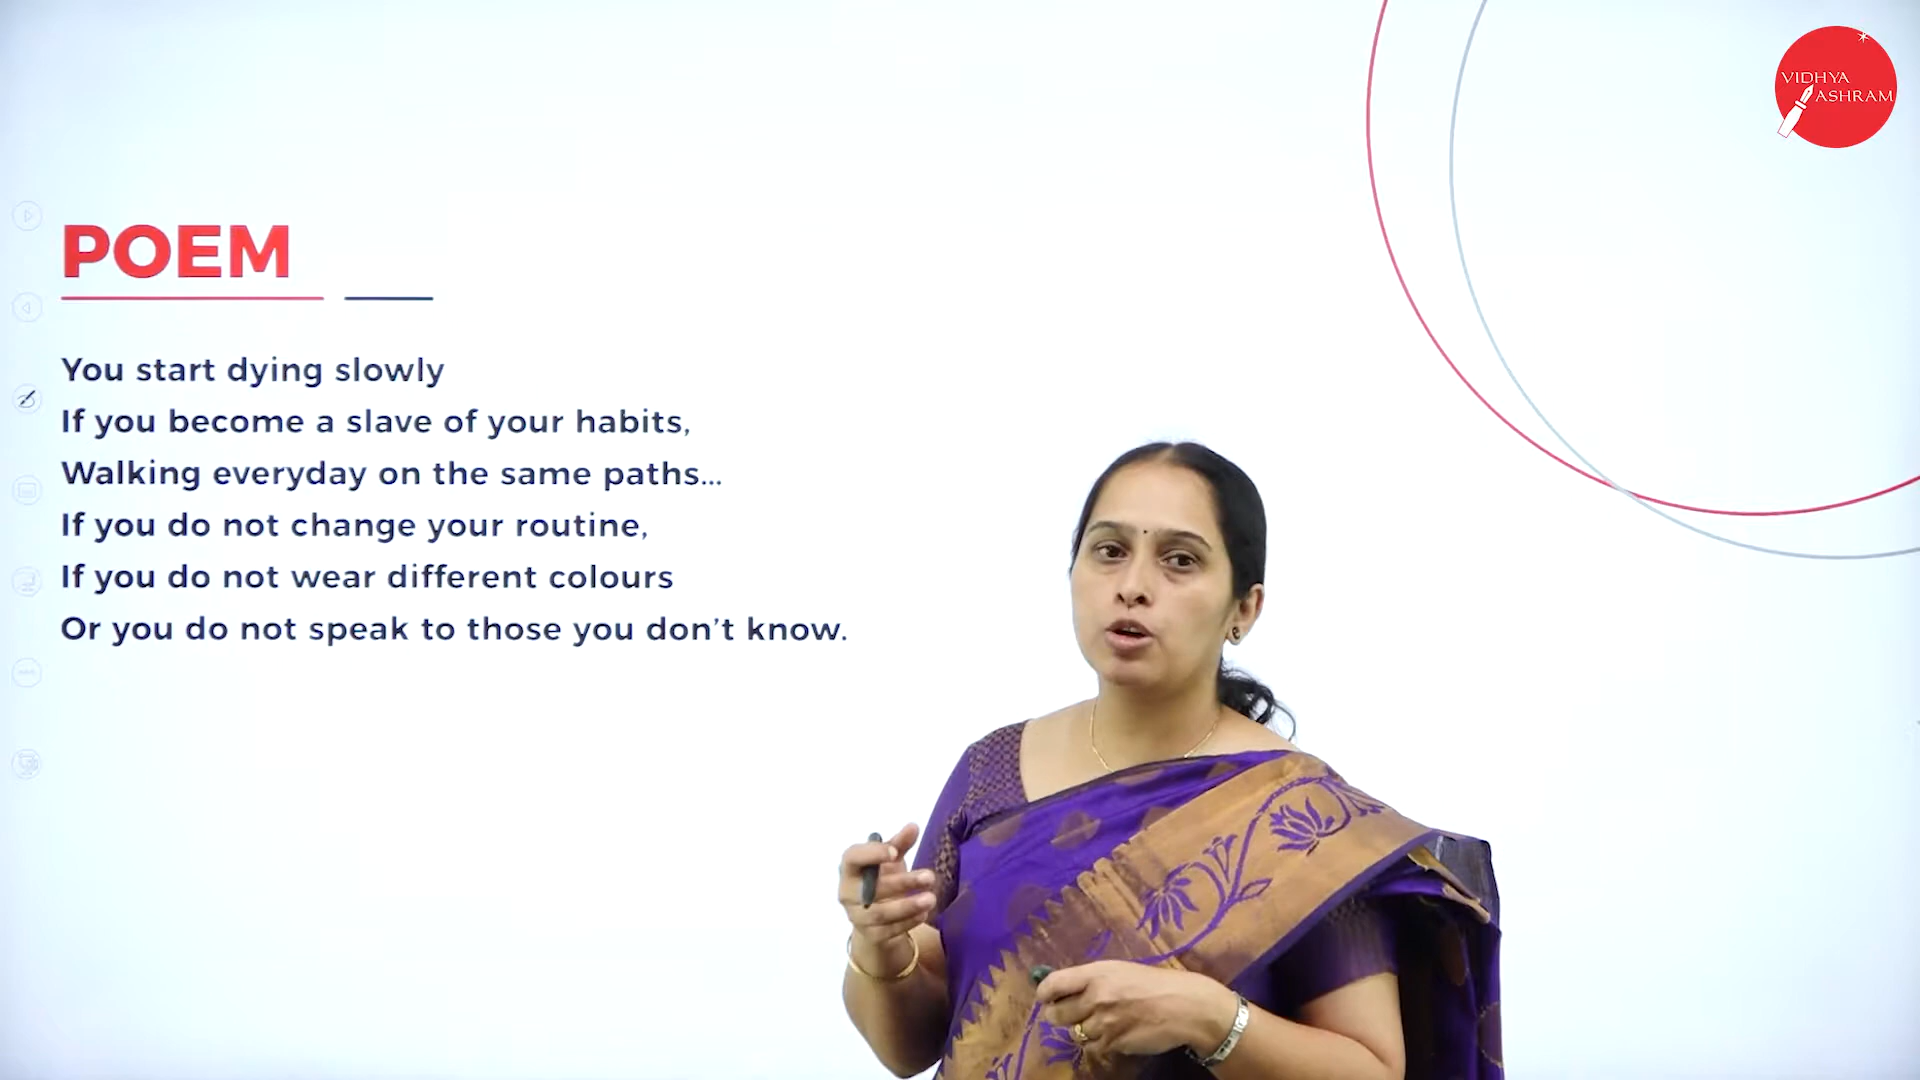 VIDHYA
ASHRAM
POEM
You start dying slowly
If you become a slave of your habits,
Walking everyday on the same paths...
If you do not change your routine,
If you do not wear different colours
Or you do not speak to those you don't know.